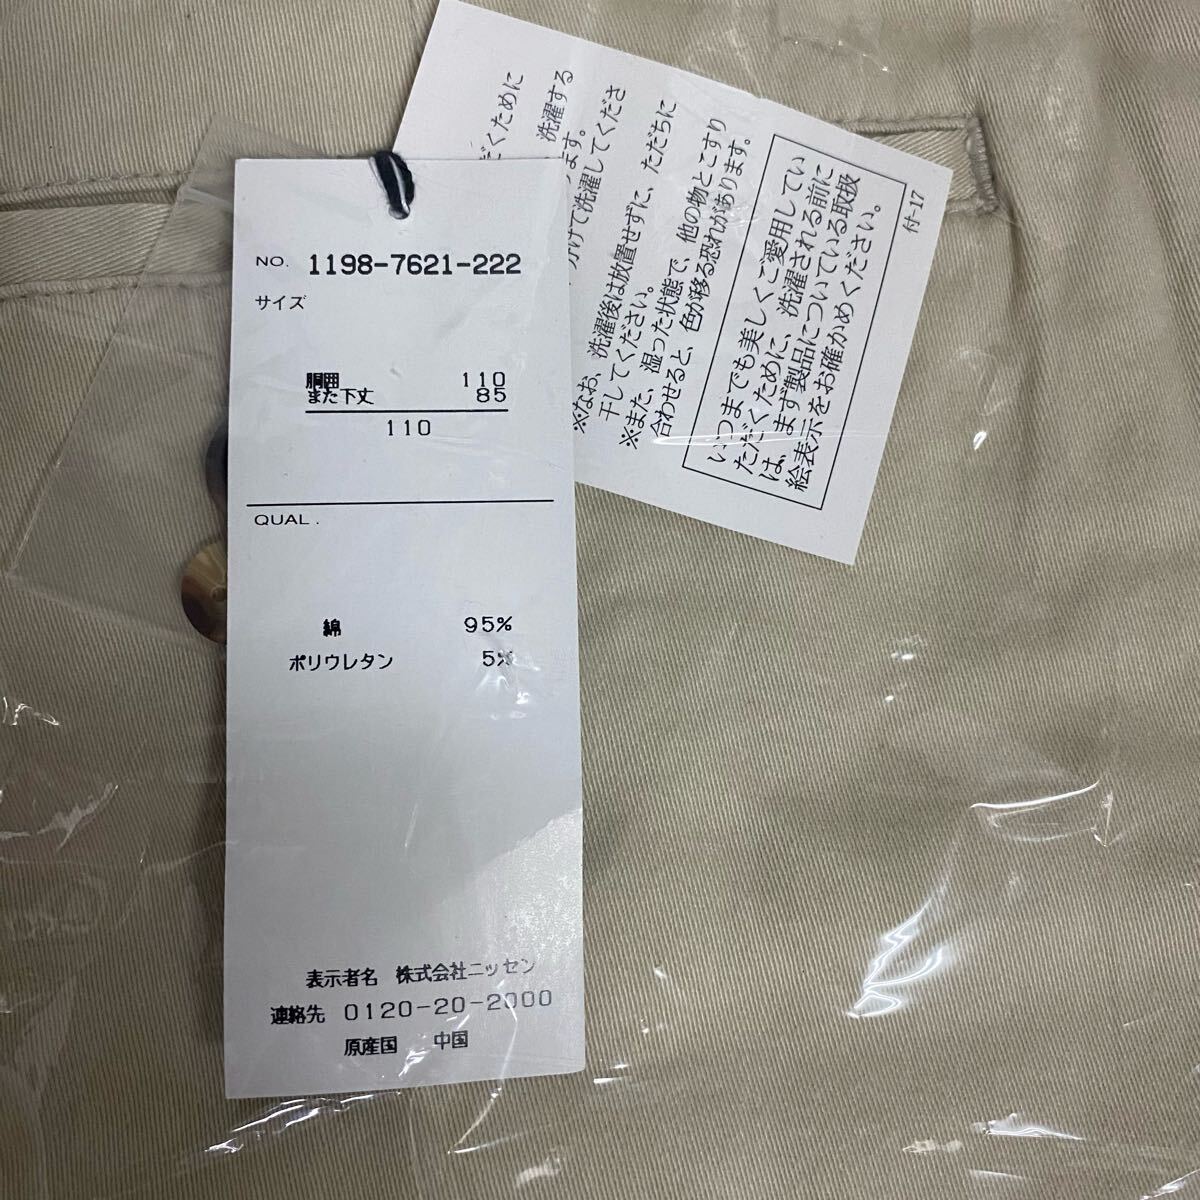 NO. 1198-7621-222
サイズ
胴囲 110
また下丈 85
110
QUAL.
綿 95%
ポリウレタン 5%
表示者名 株式会社ニッセン
連絡先 0120-20-2000
原産国 中国
だくために
洗濯する
ます。
分けて洗濯してくださ
※なお、洗濯後は放置せずに、ただちに
干してください。
※また、湿った状態で、他の物とこすり
合わせると、色が移る恐れがあります。
いつまでも美しくご愛用してい
ただくために、洗濯される前に
は、まず製品についている取扱
絵表示をお確かめください。
付-17